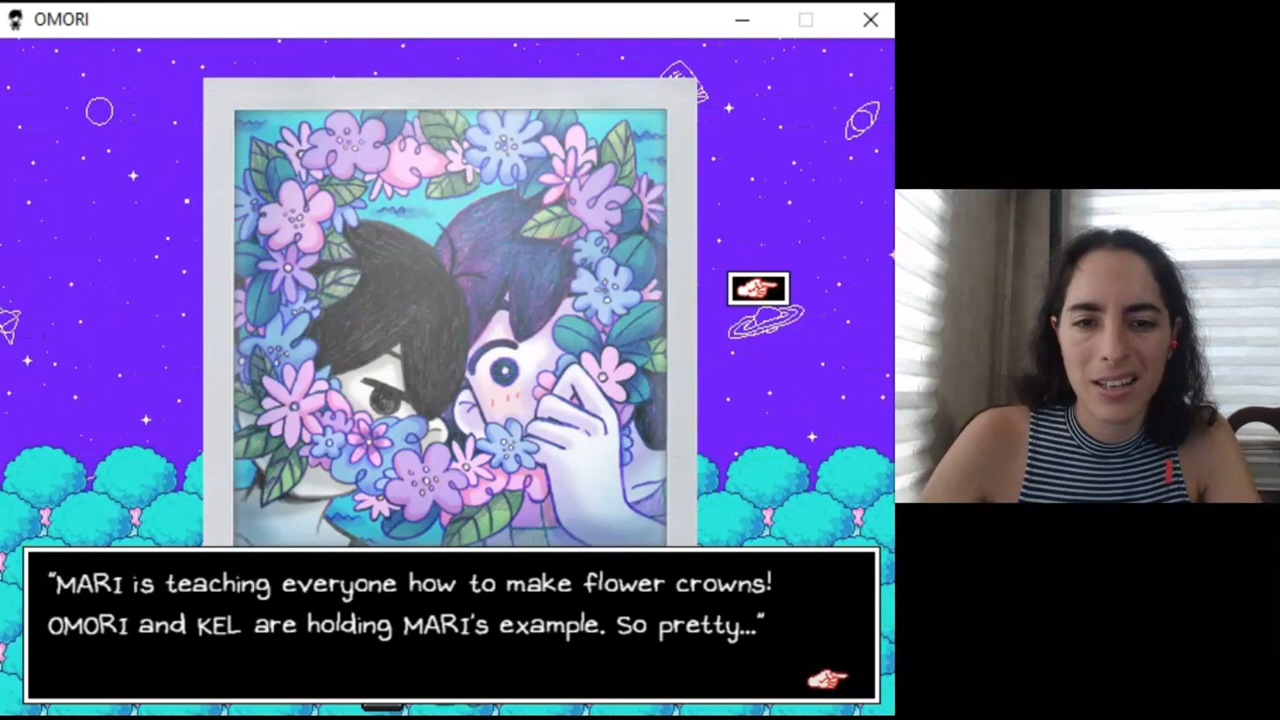 OMORI
"MARI is teaching everyone how to make flower crowns!
OMORI and KEL are holding MARI's example. So pretty..."